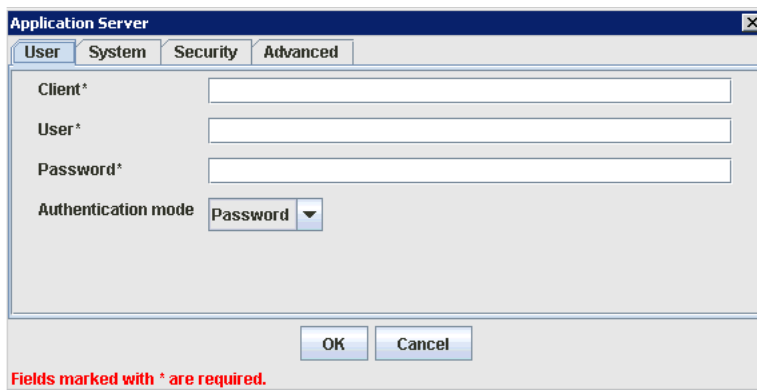 Application Server
User System Security Advanced
Client*
User*
Password*
Authentication mode Password
OK Cancel
Fields marked with * are required.